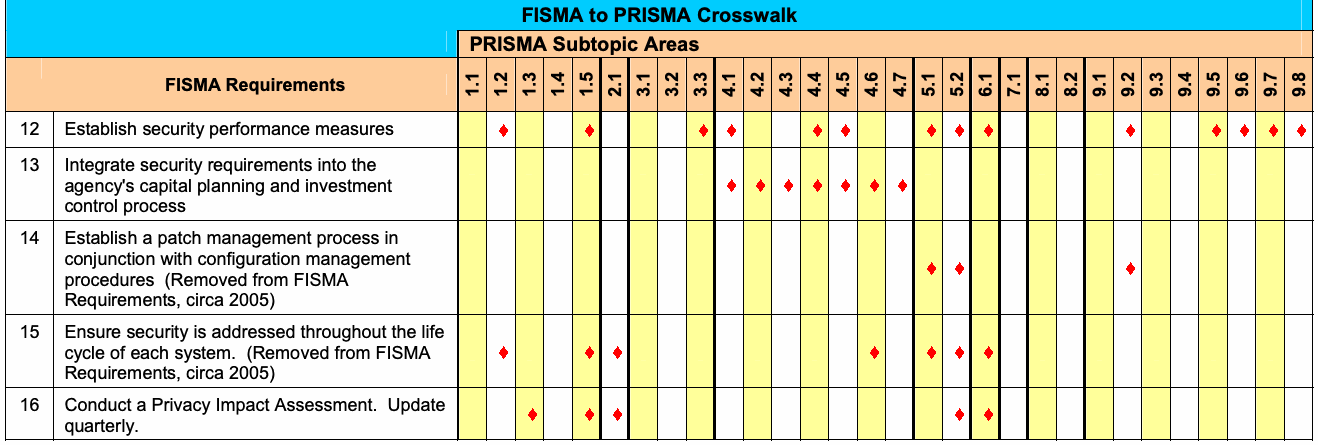 FISMA to PRISMA Crosswalk
PRISMA Subtopic Areas
FISMA Requirements
1.1 1.2 1.3 1.4 1.5 2.1 3.1 3.2 3.3 4.1 4.2 4.3 4.4 4.5 4.6 4.7 5.1 5.2 6.1 7.1 8.1 8.2 9.1 9.2 9.3 9.4 9.5 9.6 9.7 9.8
12 Establish security performance measures
13 Integrate security requirements into the
agency's capital planning and investment
control process
14 Establish a patch management process in
conjunction with configuration management
procedures (Removed from FISMA
Requirements, circa 2005)
15 Ensure security is addressed throughout the life
cycle of each system. (Removed from FISMA
Requirements, circa 2005)
16 Conduct a Privacy Impact Assessment. Update
quarterly.